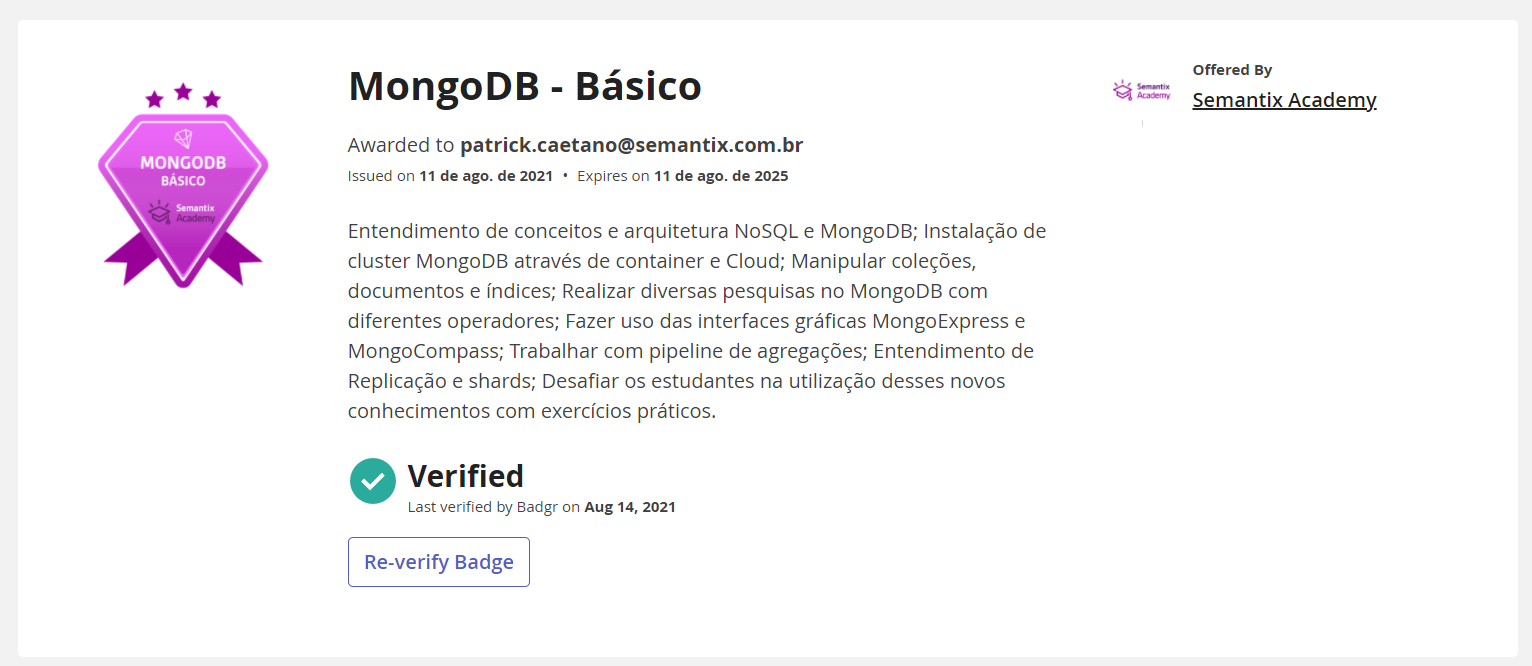 MONGODB
BÁSICO
Semantix
Academy
MongoDB - Básico
Awarded to patrick.caetano@semantix.com.br
Issued on 11 de ago. de 2021 • Expires on 11 de ago. de 2025
Entendimento de conceitos e arquitetura NoSQL e MongoDB; Instalação de
cluster MongoDB através de container e Cloud; Manipular coleções,
documentos e índices; Realizar diversas pesquisas no MongoDB com
diferentes operadores; Fazer uso das interfaces gráficas MongoExpress e
MongoCompass; Trabalhar com pipeline de agregações; Entendimento de
Replicação e shards; Desafiar os estudantes na utilização desses novos
conhecimentos com exercícios práticos.
Verified
Last verified by Badgr on Aug 14, 2021
Re-verify Badge
Semantix
Academy
Offered By
Semantix Academy